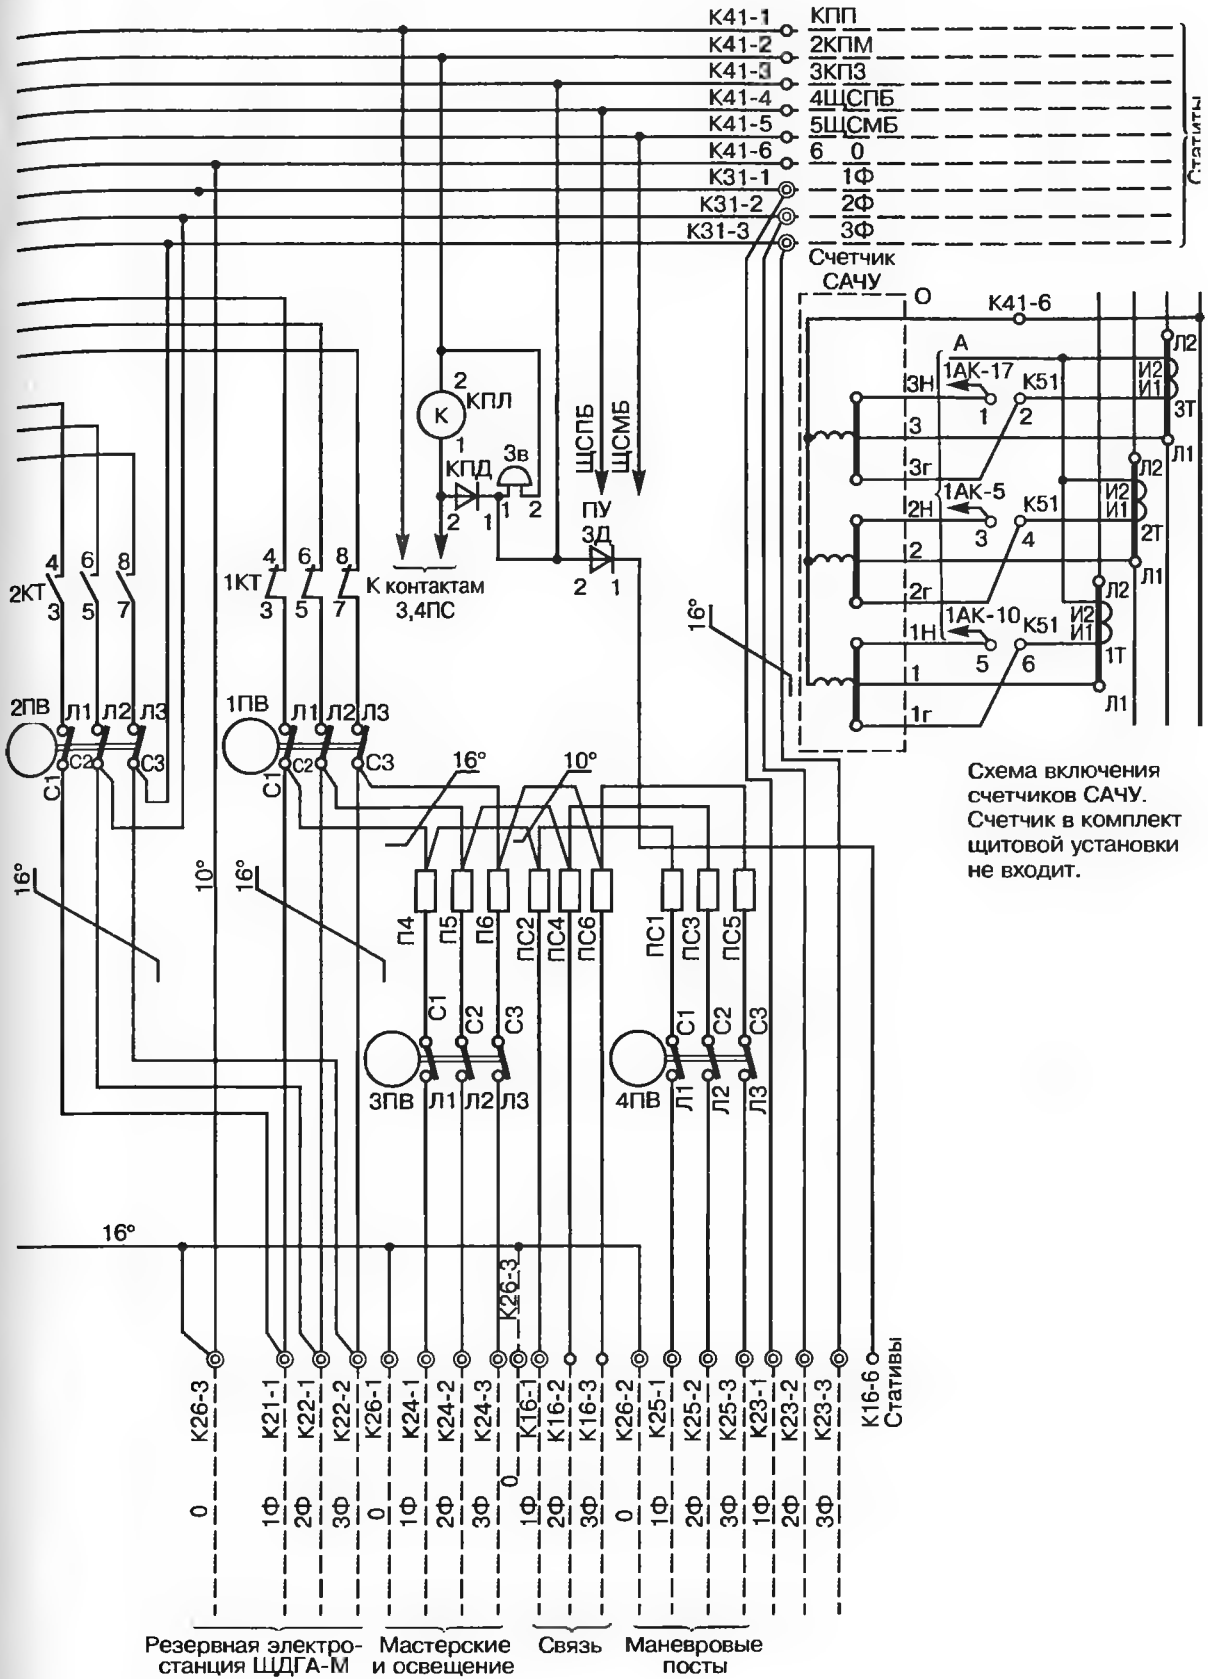 К41-1 КПП
К41-2 2КПМ
К41-3 3КПЗ
К41-4 4ЩСПБ
К41-5 5ЩСМБ
К41-6 6 0
К31-1 1Ф
К31-2 2Ф
К31-3 3Ф
Счетчик
САЧУ
О
К41-6
А
Л2
1АК-17
К51
И2
И1
3Н
1
2
3Т
3
Л1
3г
Л2
1АК-5
К51
И2
И1
2Н
3
4
2Т
2
Л1
2г
Л2
1АК-10
К51
И2
И1
1Н
5
6
1Т
1
Л1
1г
Схема включения
счетчиков САЧУ.
Счетчик в комплект
щитовой установки
не входит.
2
К
КПЛ
1
КПД
Зв
2
1
1
2
ЩСПБ
ЩСМБ
ПУ
3Д
2
1
К контактам
3,4ПС
16°
4
6
8
2КТ
3
5
7
4
6
8
1КТ
3
5
7
2ПВ
Л1
Л2
Л3
С1
С2
С3
1ПВ
Л1
Л2
Л3
С1
С2
С3
16°
10°
16°
10°
16°
П4
П5
П6
ПС2
ПС4
ПС6
ПС1
ПС3
ПС5
С1
С2
С3
3ПВ
Л1
Л2
Л3
С1
С2
С3
4ПВ
Л1
Л2
Л3
16°
К26-3
К26-3
К21-1
К22-1
К22-2
К26-1
К24-1
К24-2
К24-3
К16-1
К16-2
К16-3
К26-2
К25-1
К25-2
К25-3
К23-1
К23-2
К23-3
К16-6
Стативы
0
1Ф
2Ф
3Ф
0
1Ф
2Ф
3Ф
0
1Ф
2Ф
3Ф
0
1Ф
2Ф
3Ф
1Ф
2Ф
3Ф
Резервная электро-
станция ШДГА-М
Мастерские
и освещение
Связь
Маневровые
посты